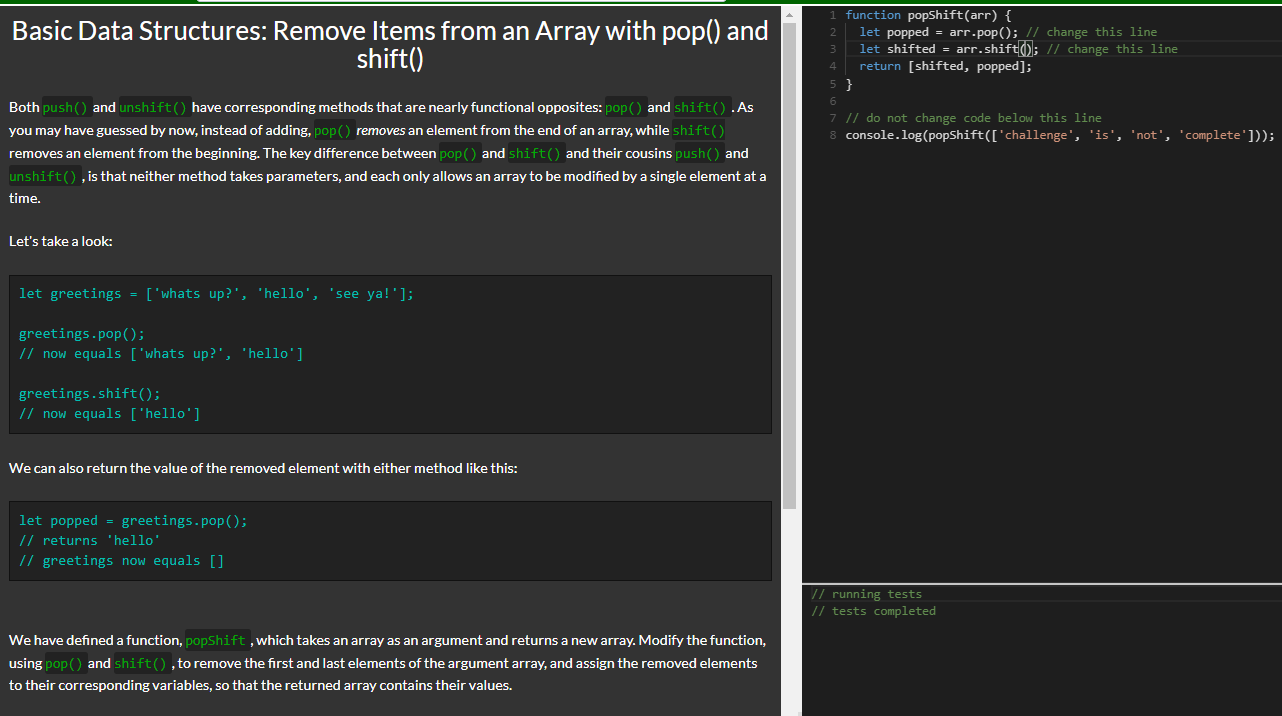 Basic Data Structures: Remove Items from an Array with pop() and
shift()
Both push() and unshift() have corresponding methods that are nearly functional opposites: pop() and shift() . As
you may have guessed by now, instead of adding, pop() removes an element from the end of an array, while shift()
removes an element from the beginning. The key difference between pop() and shift() and their cousins push() and
unshift() , is that neither method takes parameters, and each only allows an array to be modified by a single element at a
time.
Let's take a look:
let greetings = ['whats up?', 'hello', 'see ya!'];
greetings.pop();
// now equals ['whats up?', 'hello']
greetings.shift();
// now equals ['hello']
We can also return the value of the removed element with either method like this:
let popped = greetings.pop();
// returns 'hello'
// greetings now equals []
We have defined a function, popShift , which takes an array as an argument and returns a new array. Modify the function,
using pop() and shift() , to remove the first and last elements of the argument array, and assign the removed elements
to their corresponding variables, so that the returned array contains their values.
1 function popShift(arr) {
2 let popped = arr.pop(); // change this line
3 let shifted = arr.shift(); // change this line
4 return [shifted, popped];
5 }
6
7 // do not change code below this line
8 console.log(popShift(['challenge', 'is', 'not', 'complete']));
// running tests
// tests completed